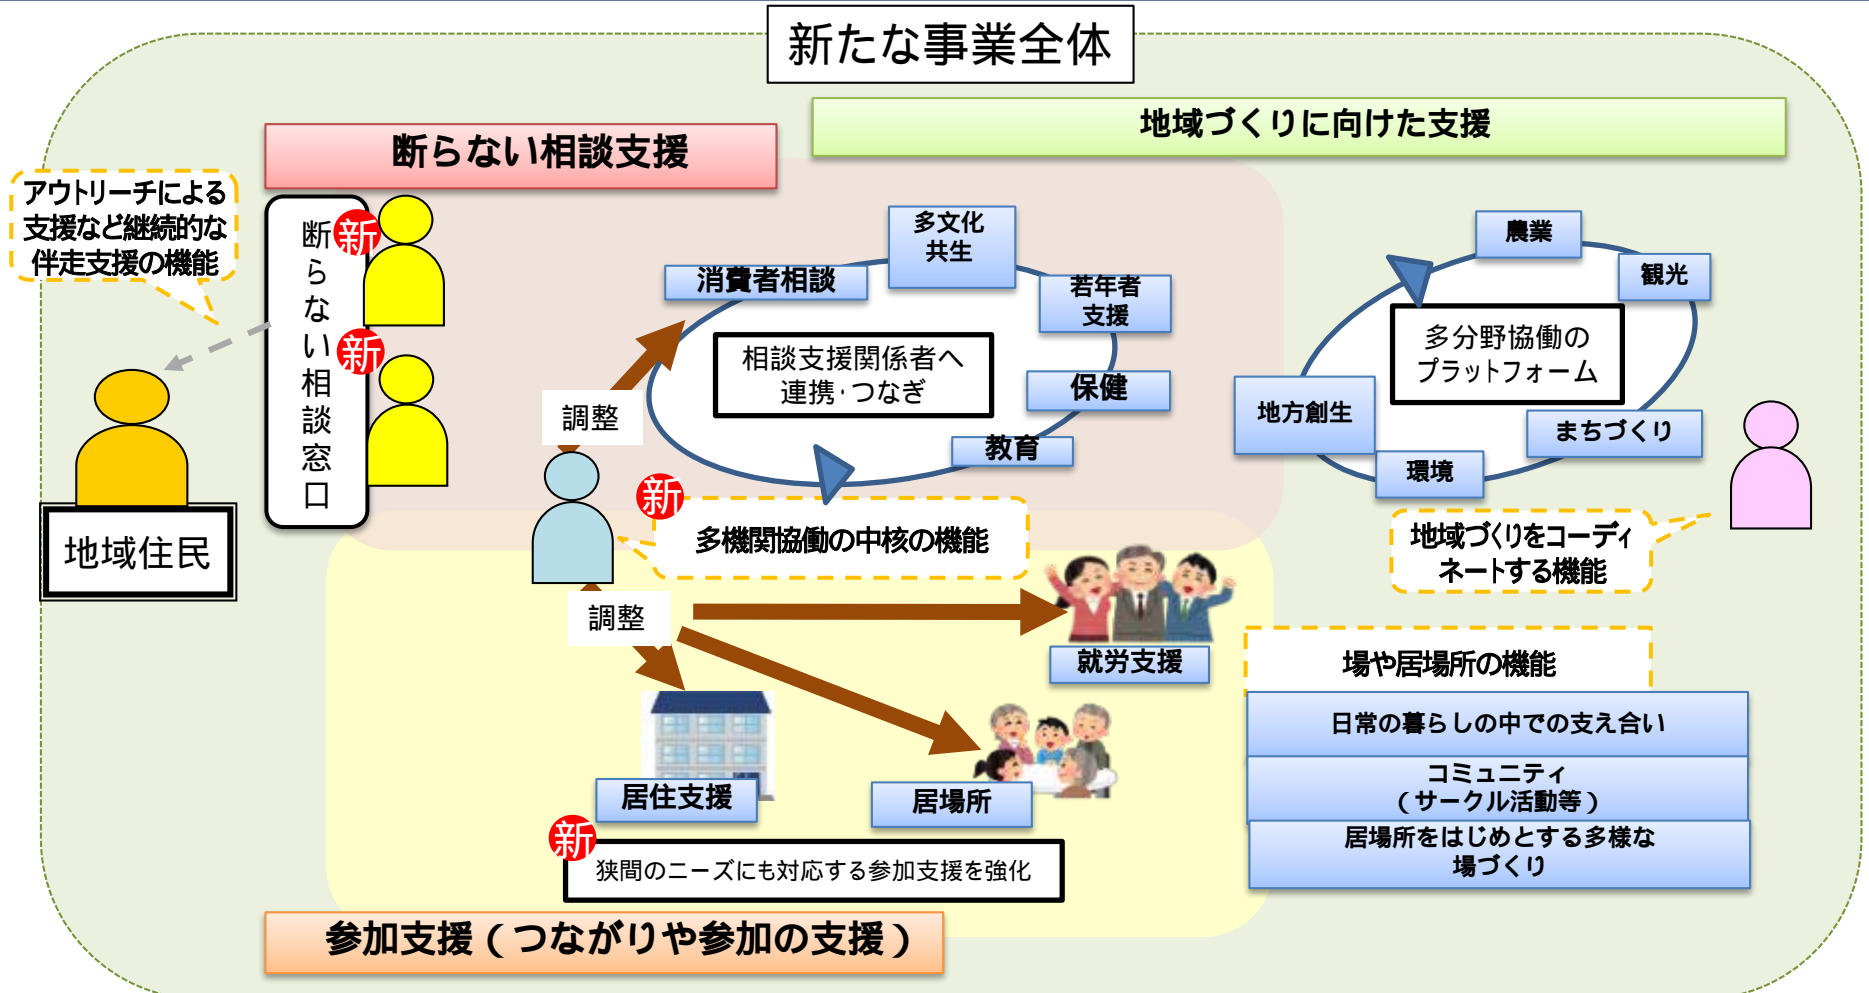 新たな事業全体
断らない相談支援
地域づくりに向けた支援
アウトリーチによる
支援など継続的な
伴走支援の機能
断らない相談窓口
新
新
地域住民
消費者相談
多文化
共生
若年者
支援
保健
教育
相談支援関係者へ
連携・つなぎ
調整
新
多機関協働の中核の機能
農業
観光
まちづくり
環境
地方創生
多分野協働の
プラットフォーム
地域づくりをコーディ
ネートする機能
調整
就労支援
居住支援
居場所
新
狭間のニーズにも対応する参加支援を強化
場や居場所の機能
日常の暮らしの中での支え合い
コミュニティ
（サークル活動等）
居場所をはじめとする多様な
場づくり
参加支援（つながりや参加の支援）